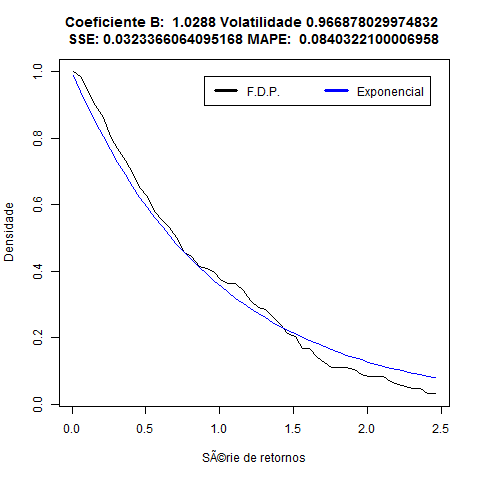 Coeficiente B:  1.0288 Volatilidade 0.966878029974832
SSE: 0.0323366064095168 MAPE:  0.0840322100006958
F.D.P.
Exponencial
Densidade
1.0
0.8
0.6
0.4
0.2
0.0
0.0
0.5
1.0
1.5
2.0
2.5
SÃ©rie de retornos